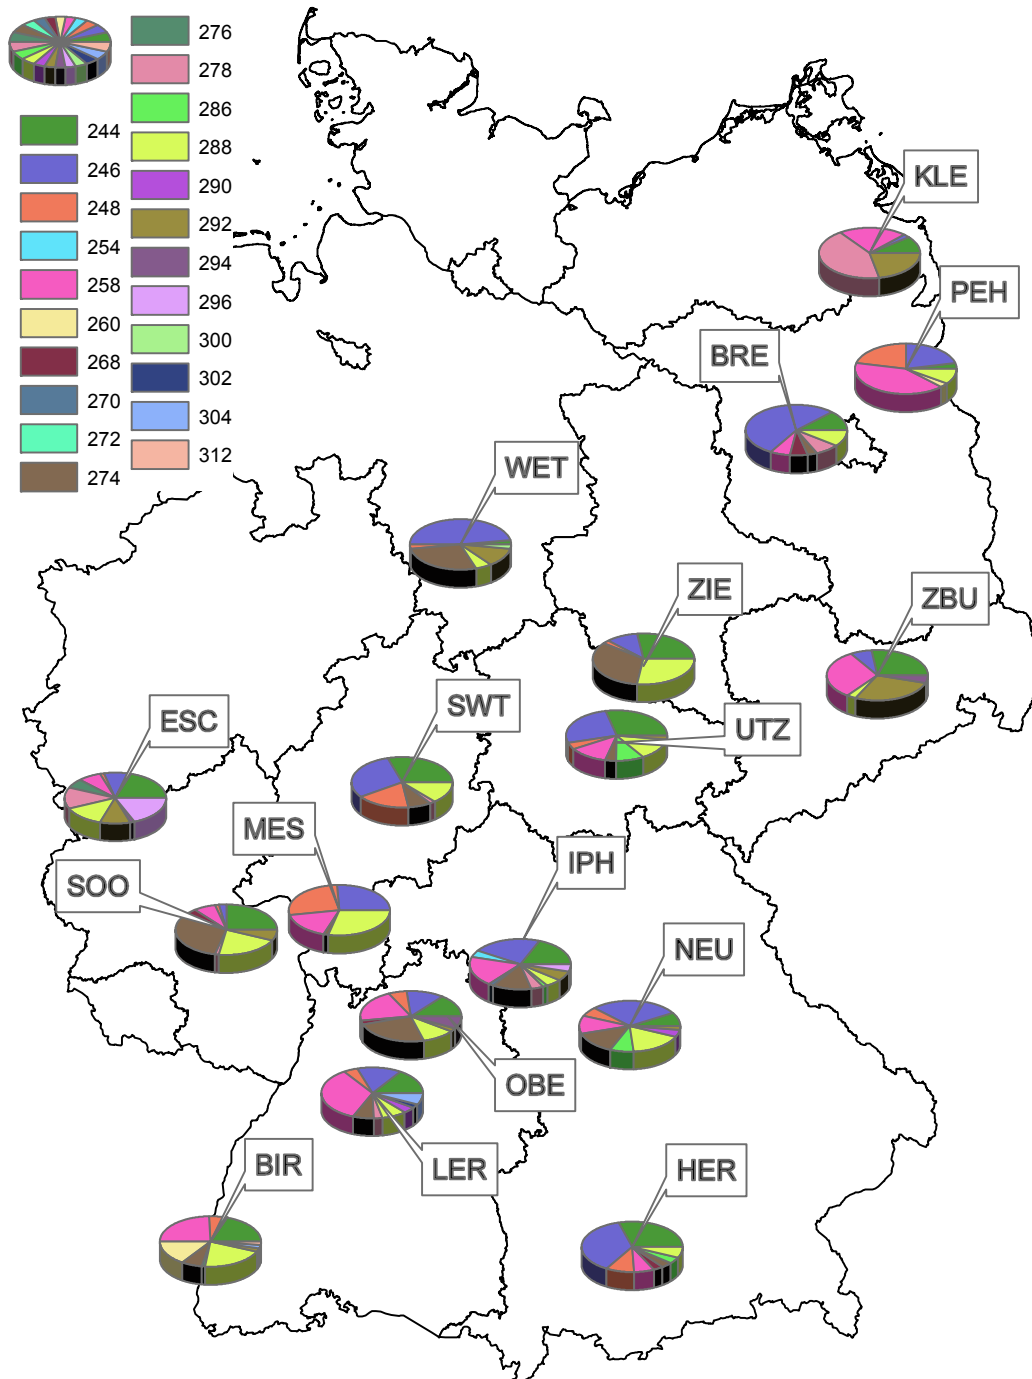 244
246
248
254
258
260
268
270
272
274
276
278
286
288
290
292
294
296
300
302
304
312
KLE
PEH
BRE
WET
ZIE
ZBU
ESC
SWT
UTZ
MES
IPH
SOO
NEU
OBE
LER
BIR
HER